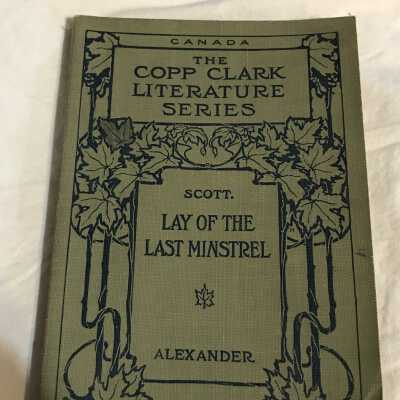 CANADA
THE
COPP CLARK
LITERATURE
SERIES
SCOTT.
LAY OF THE
LAST MINSTREL
ALEXANDER